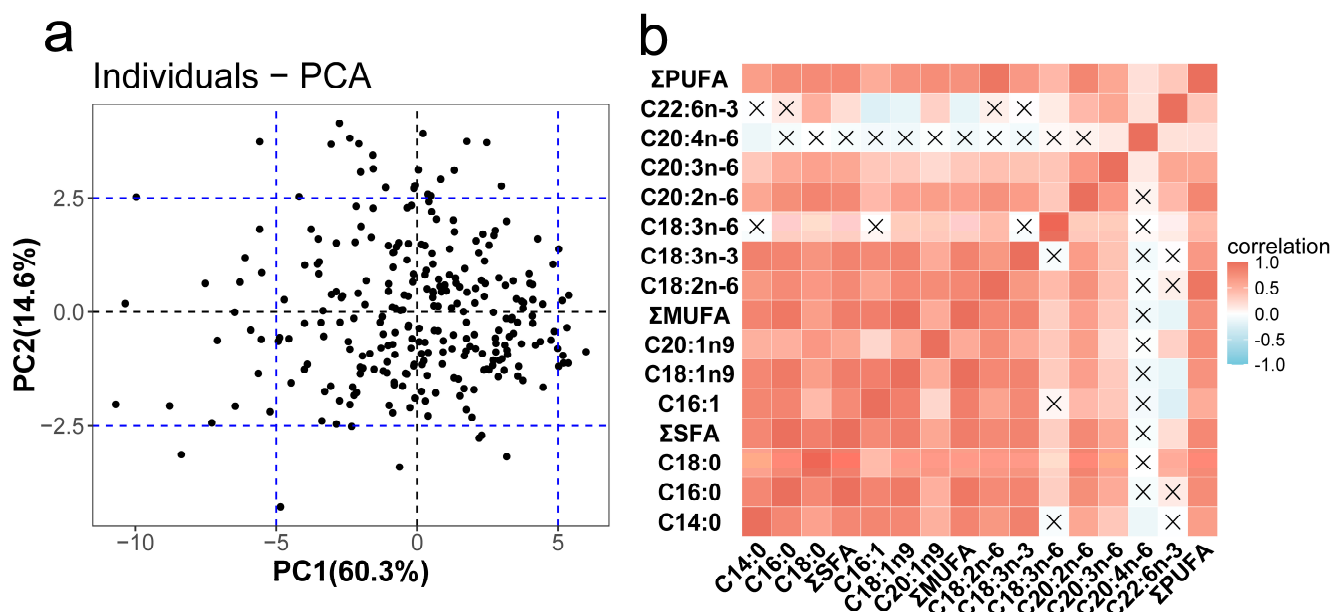 a
Individuals − PCA
PC2(14.6%)
2.5
0.0
−2.5
−10
−5
0
5
PC1(60.3%)
b
ΣPUFA
C22:6n-3
C20:4n-6
C20:3n-6
C20:2n-6
C18:3n-6
C18:3n-3
C18:2n-6
ΣMUFA
C20:1n9
C18:1n9
C16:1
ΣSFA
C18:0
C16:0
C14:0
C14:0
C16:0
C18:0
ΣSFA
C16:1
C18:1n9
C20:1n9
ΣMUFA
C18:2n-6
C18:3n-3
C18:3n-6
C20:2n-6
C20:3n-6
C20:4n-6
C22:6n-3
ΣPUFA
correlation
1.0
0.5
0.0
-0.5
-1.0